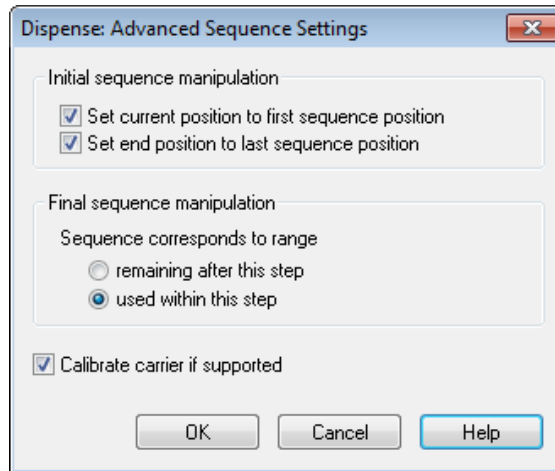 Dispense: Advanced Sequence Settings
Initial sequence manipulation
Set current position to first sequence position
Set end position to last sequence position
Final sequence manipulation
Sequence corresponds to range
remaining after this step
used within this step
Calibrate carrier if supported
OK Cancel Help